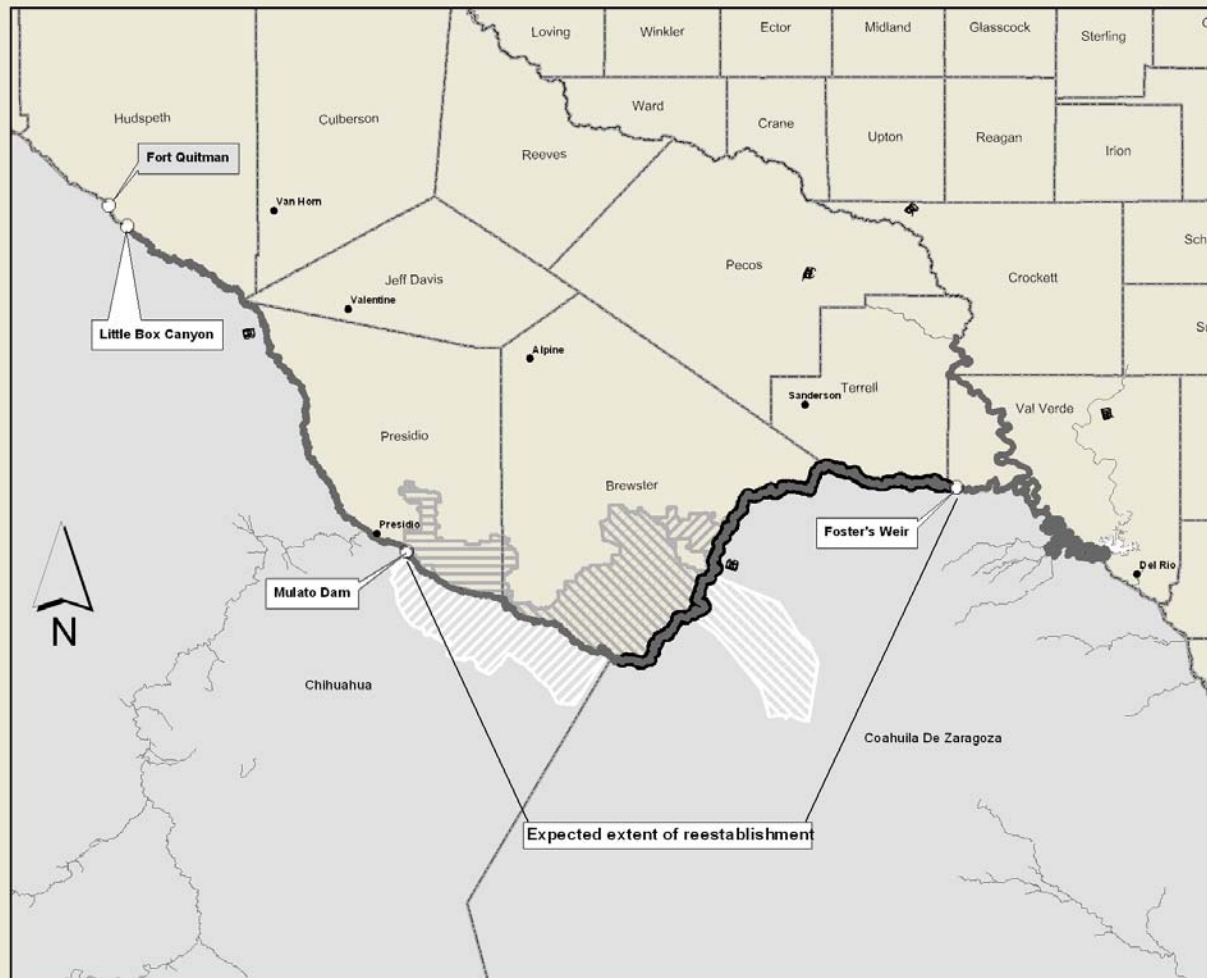 Loving
Winkler
Ector
Midland
Glasscock
Sterling
Ward
Crane
Upton
Reagan
Irion
Hudspeth
Culberson
Reeves
Fort Quitman
Van Horn
Pecos
Crockett
Sch
Jeff Davis
Valentine
Little Box Canyon
Alpine
Terrell
Sanderson
Val Verde
Presidio
Brewster
Presidio
Foster's Weir
Del Rio
Mulato Dam
N
Chihuahua
Coahuila De Zaragoza
Expected extent of reestablishment